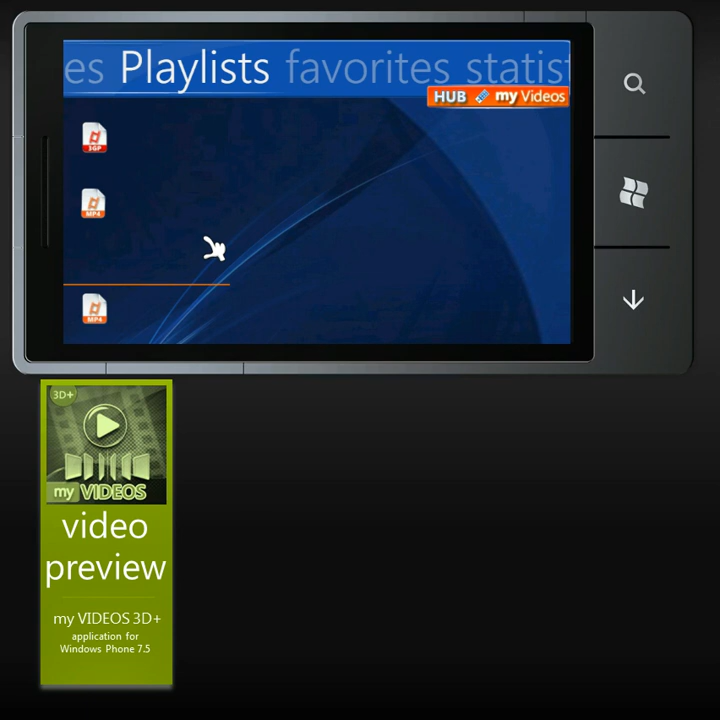 es Playlists favorites statist
HUB my Videos
3GP
MP4
MP4
3D+
my VIDEOS
video
preview
my VIDEOS 3D+
application for
Windows Phone 7.5